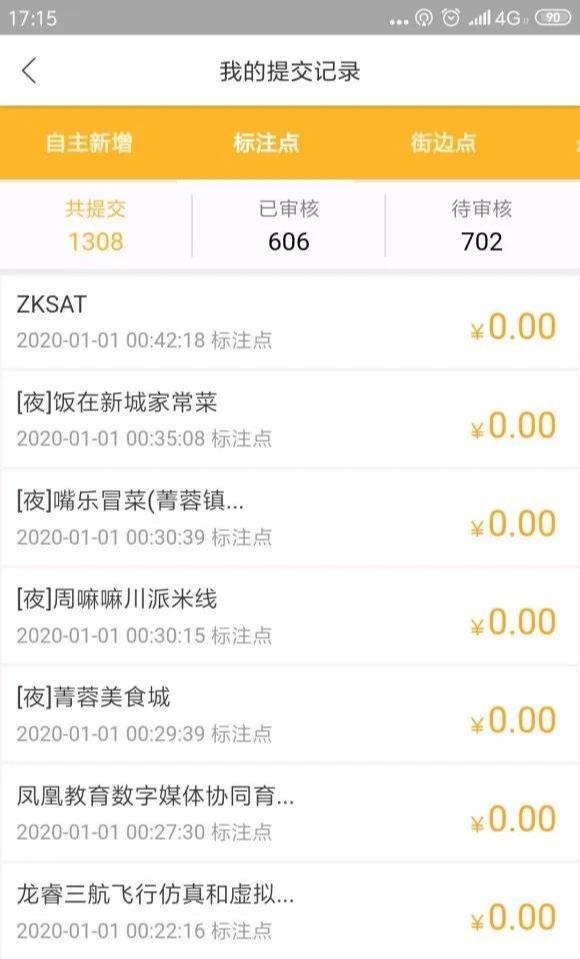 17:15
4G
90
我的提交记录
自主新增
标注点
街边点
共提交
已审核
待审核
1308
606
702
ZKSAT
¥0.00
2020-01-01 00:42:18 标注点
[夜]饭在新城家常菜
¥0.00
2020-01-01 00:35:08 标注点
[夜]嘴乐冒菜(菁蓉镇...
¥0.00
2020-01-01 00:30:39 标注点
[夜]周嘛嘛川派米线
¥0.00
2020-01-01 00:30:15 标注点
[夜]菁蓉美食城
¥0.00
2020-01-01 00:29:39 标注点
凤凰教育数字媒体协同育...
¥0.00
2020-01-01 00:27:30 标注点
龙睿三航飞行仿真和虚拟...
¥0.00
2020-01-01 00:22:16 标注点